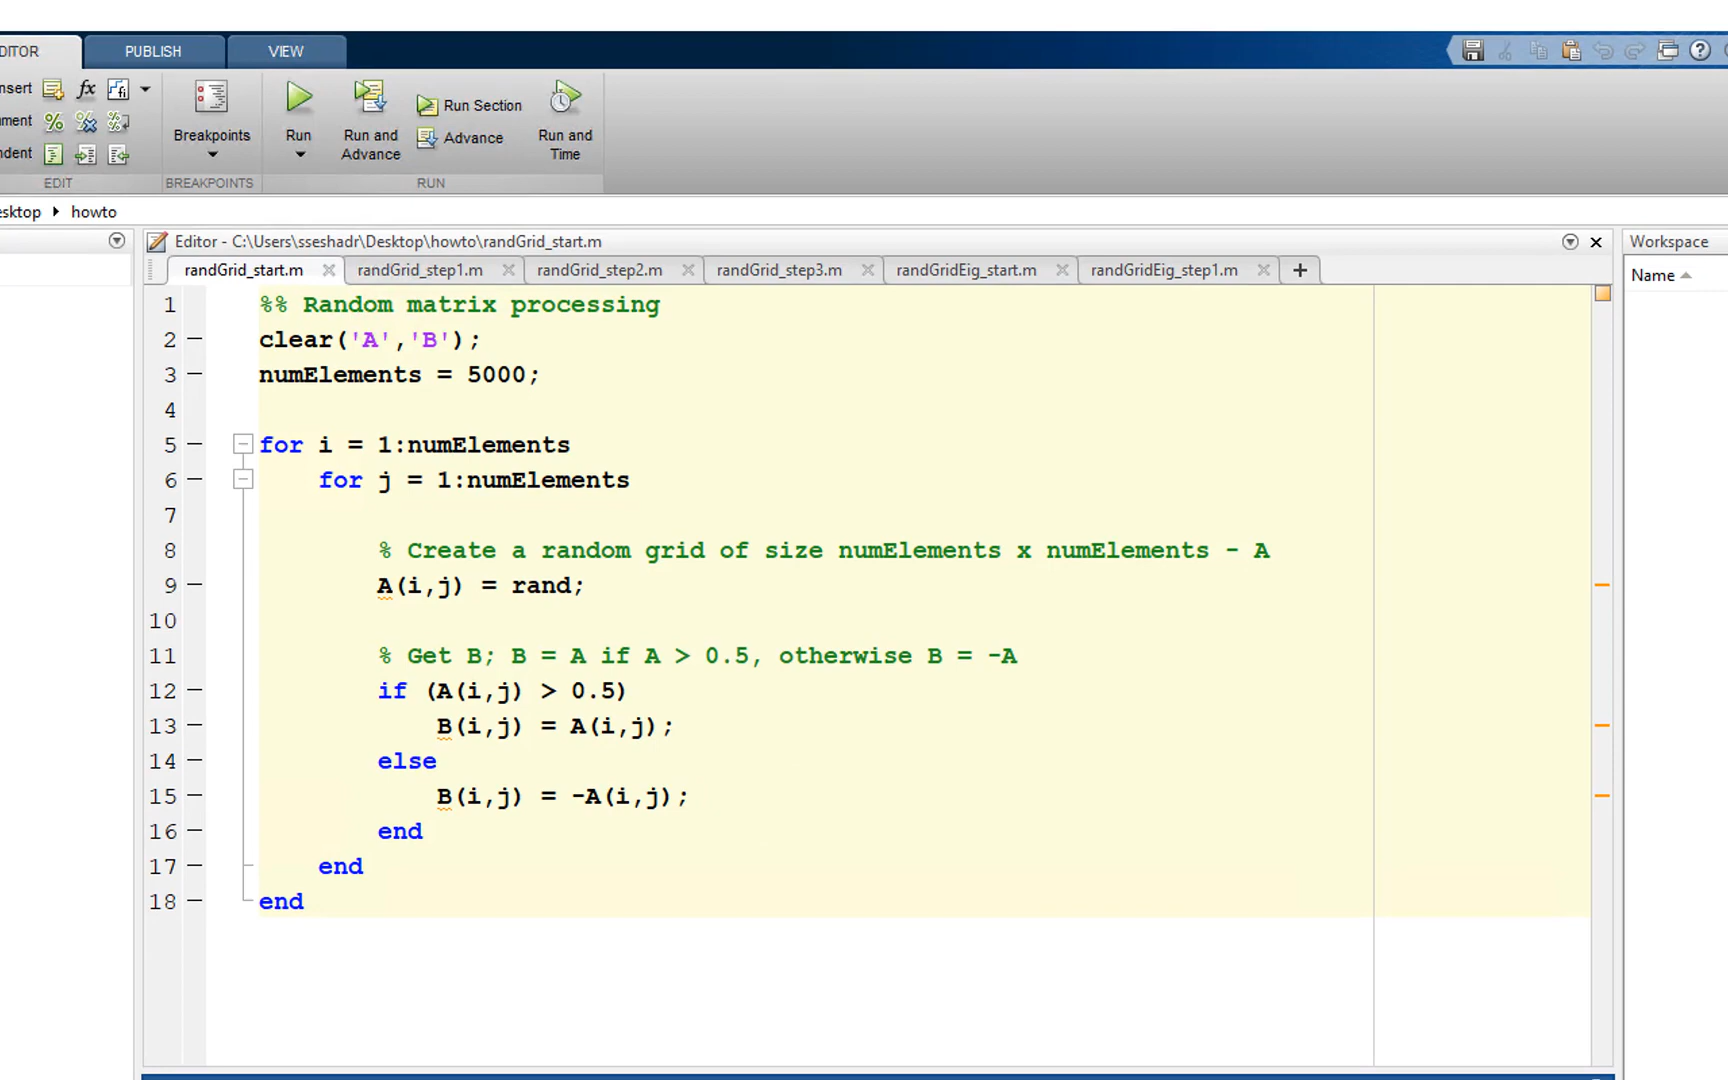 DITOR PUBLISH VIEW
nsert fx
ment
ndent
Breakpoints
Run
Run and
Advance
Run Section
Advance
Run and
Time
EDIT BREAKPOINTS RUN
esktop howto
Editor - C:\Users\sseshadr\Desktop\howto\randGrid_start.m
Workspace
randGrid_start.m randGrid_step1.m randGrid_step2.m randGrid_step3.m randGridEig_start.m randGridEig_step1.m +
Name
1 %% Random matrix processing
2 clear('A','B');
3 numElements = 5000;
4
5 for i = 1:numElements
6 for j = 1:numElements
7
8 % Create a random grid of size numElements x numElements - A
9 A(i,j) = rand;
10
11 % Get B; B = A if A > 0.5, otherwise B = -A
12 if (A(i,j) > 0.5)
13 B(i,j) = A(i,j);
14 else
15 B(i,j) = -A(i,j);
16 end
17 end
18 end